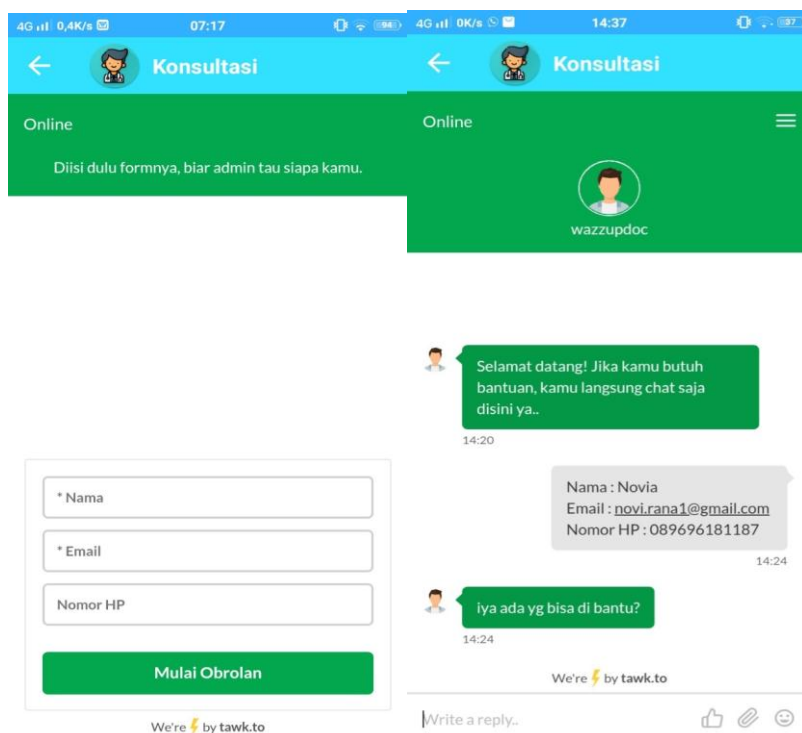 4G 0,4K/s 07:17 94
Konsultasi
Online
Diisi dulu formnya, biar admin tau siapa kamu.
* Nama
* Email
Nomor HP
Mulai Obrolan
We're ⚡ by tawk.to
4G 0K/s 14:37 37
Konsultasi
Online
wazzupdoc
Selamat datang! Jika kamu butuh
bantuan, kamu langsung chat saja
disini ya..
14:20
Nama : Novia
Email : novi.rana1@gmail.com
Nomor HP : 089696181187
14:24
iya ada yg bisa di bantu?
14:24
We're ⚡ by tawk.to
Write a reply..